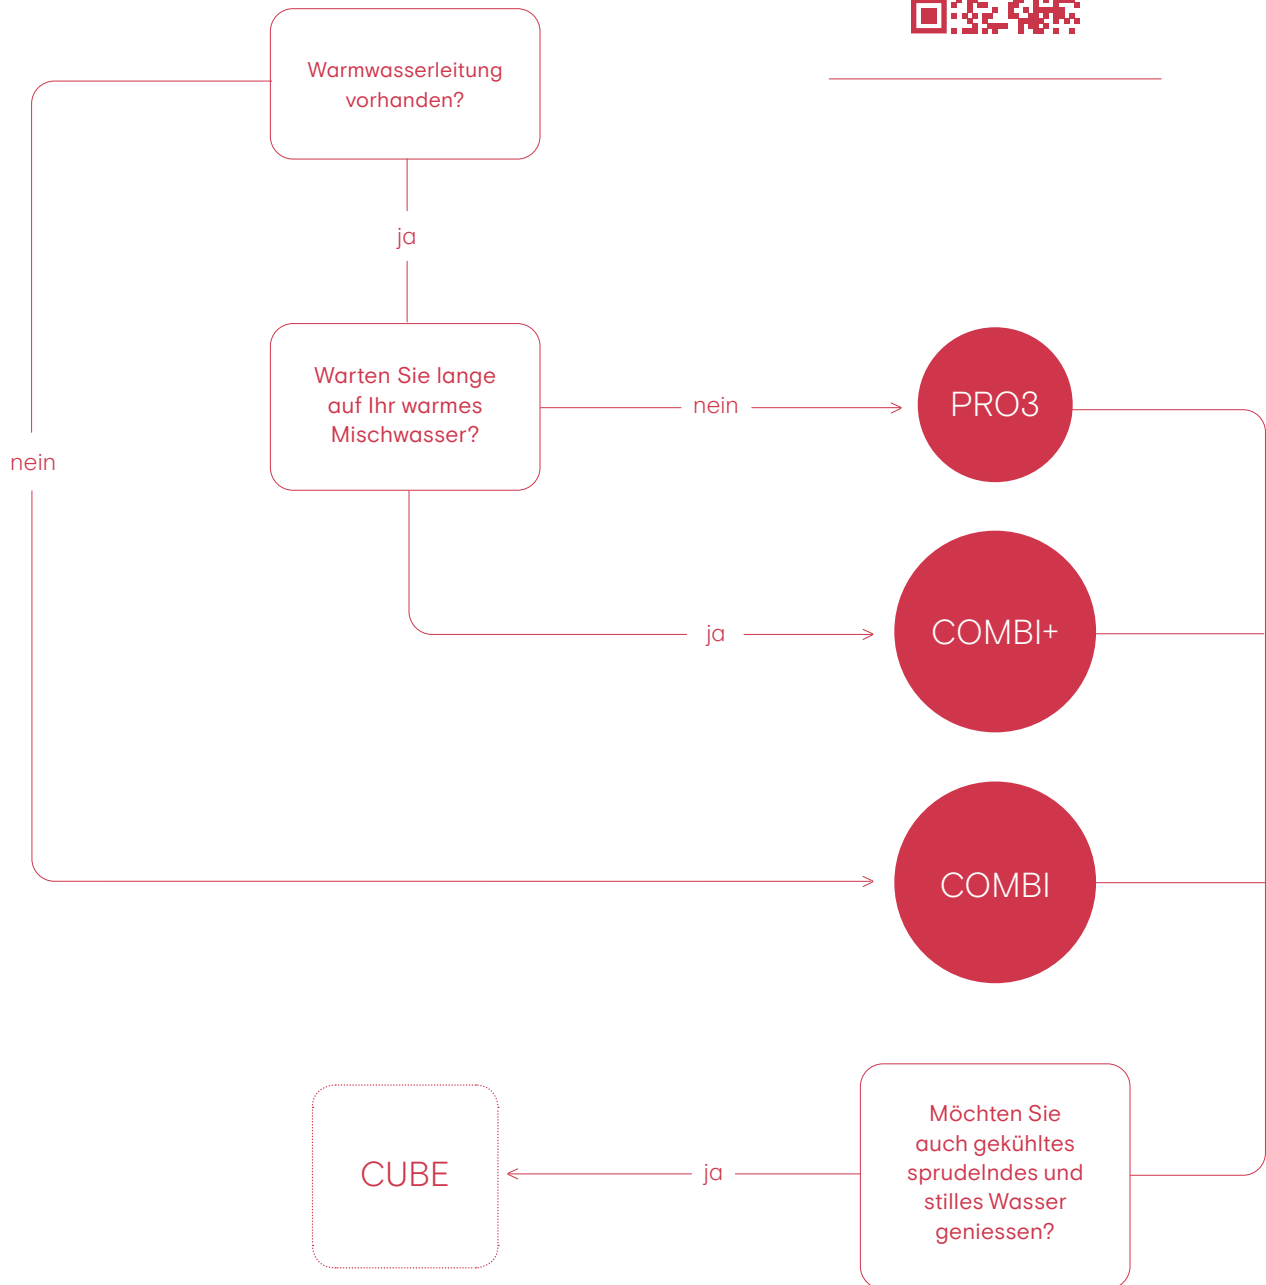 Warmwasserleitung
vorhanden?
ja
Warten Sie lange
auf Ihr warmes
Mischwasser?
nein
PRO3
nein
ja
COMBI+
COMBI
Möchten Sie
auch gekühltes
sprudelndes und
stilles Wasser
geniessen?
ja
CUBE